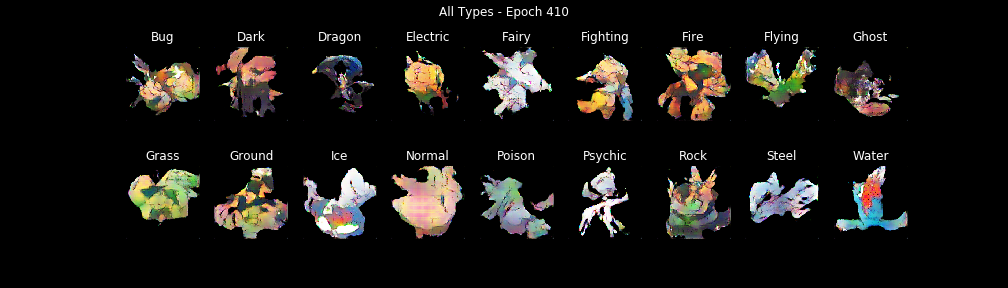 All Types - Epoch 410
Bug Dark Dragon Electric Fairy Fighting Fire Flying Ghost
Grass Ground Ice Normal Poison Psychic Rock Steel Water